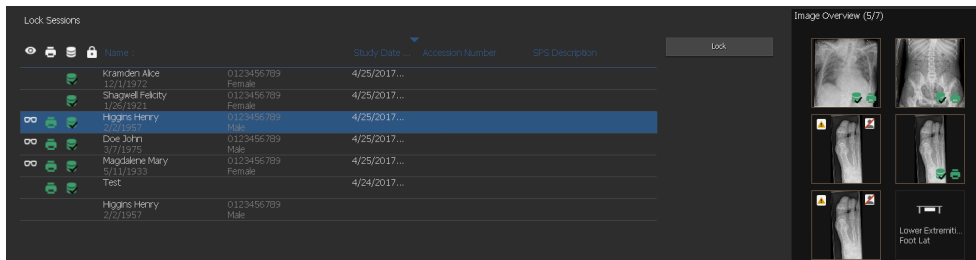 Lock Sessions
Image Overview (5/7)
Name :
Study Date ...
Accession Number
SPS Description
Lock
Kramden Alice 0123456789 4/25/2017...
12/1/1972 Female
Shagwell Felicity 0123456789 4/25/2017...
1/26/1921 Female
Higgins Henry 0123456789 4/25/2017...
2/2/1957 Male
Doe John 0123456789 4/25/2017...
3/7/1975 Male
Magdalene Mary 0123456789 4/25/2017...
5/11/1933 Female
Test 4/24/2017...
Higgins Henry 0123456789
2/2/1957 Male
Lower Extremiti...
Foot Lat